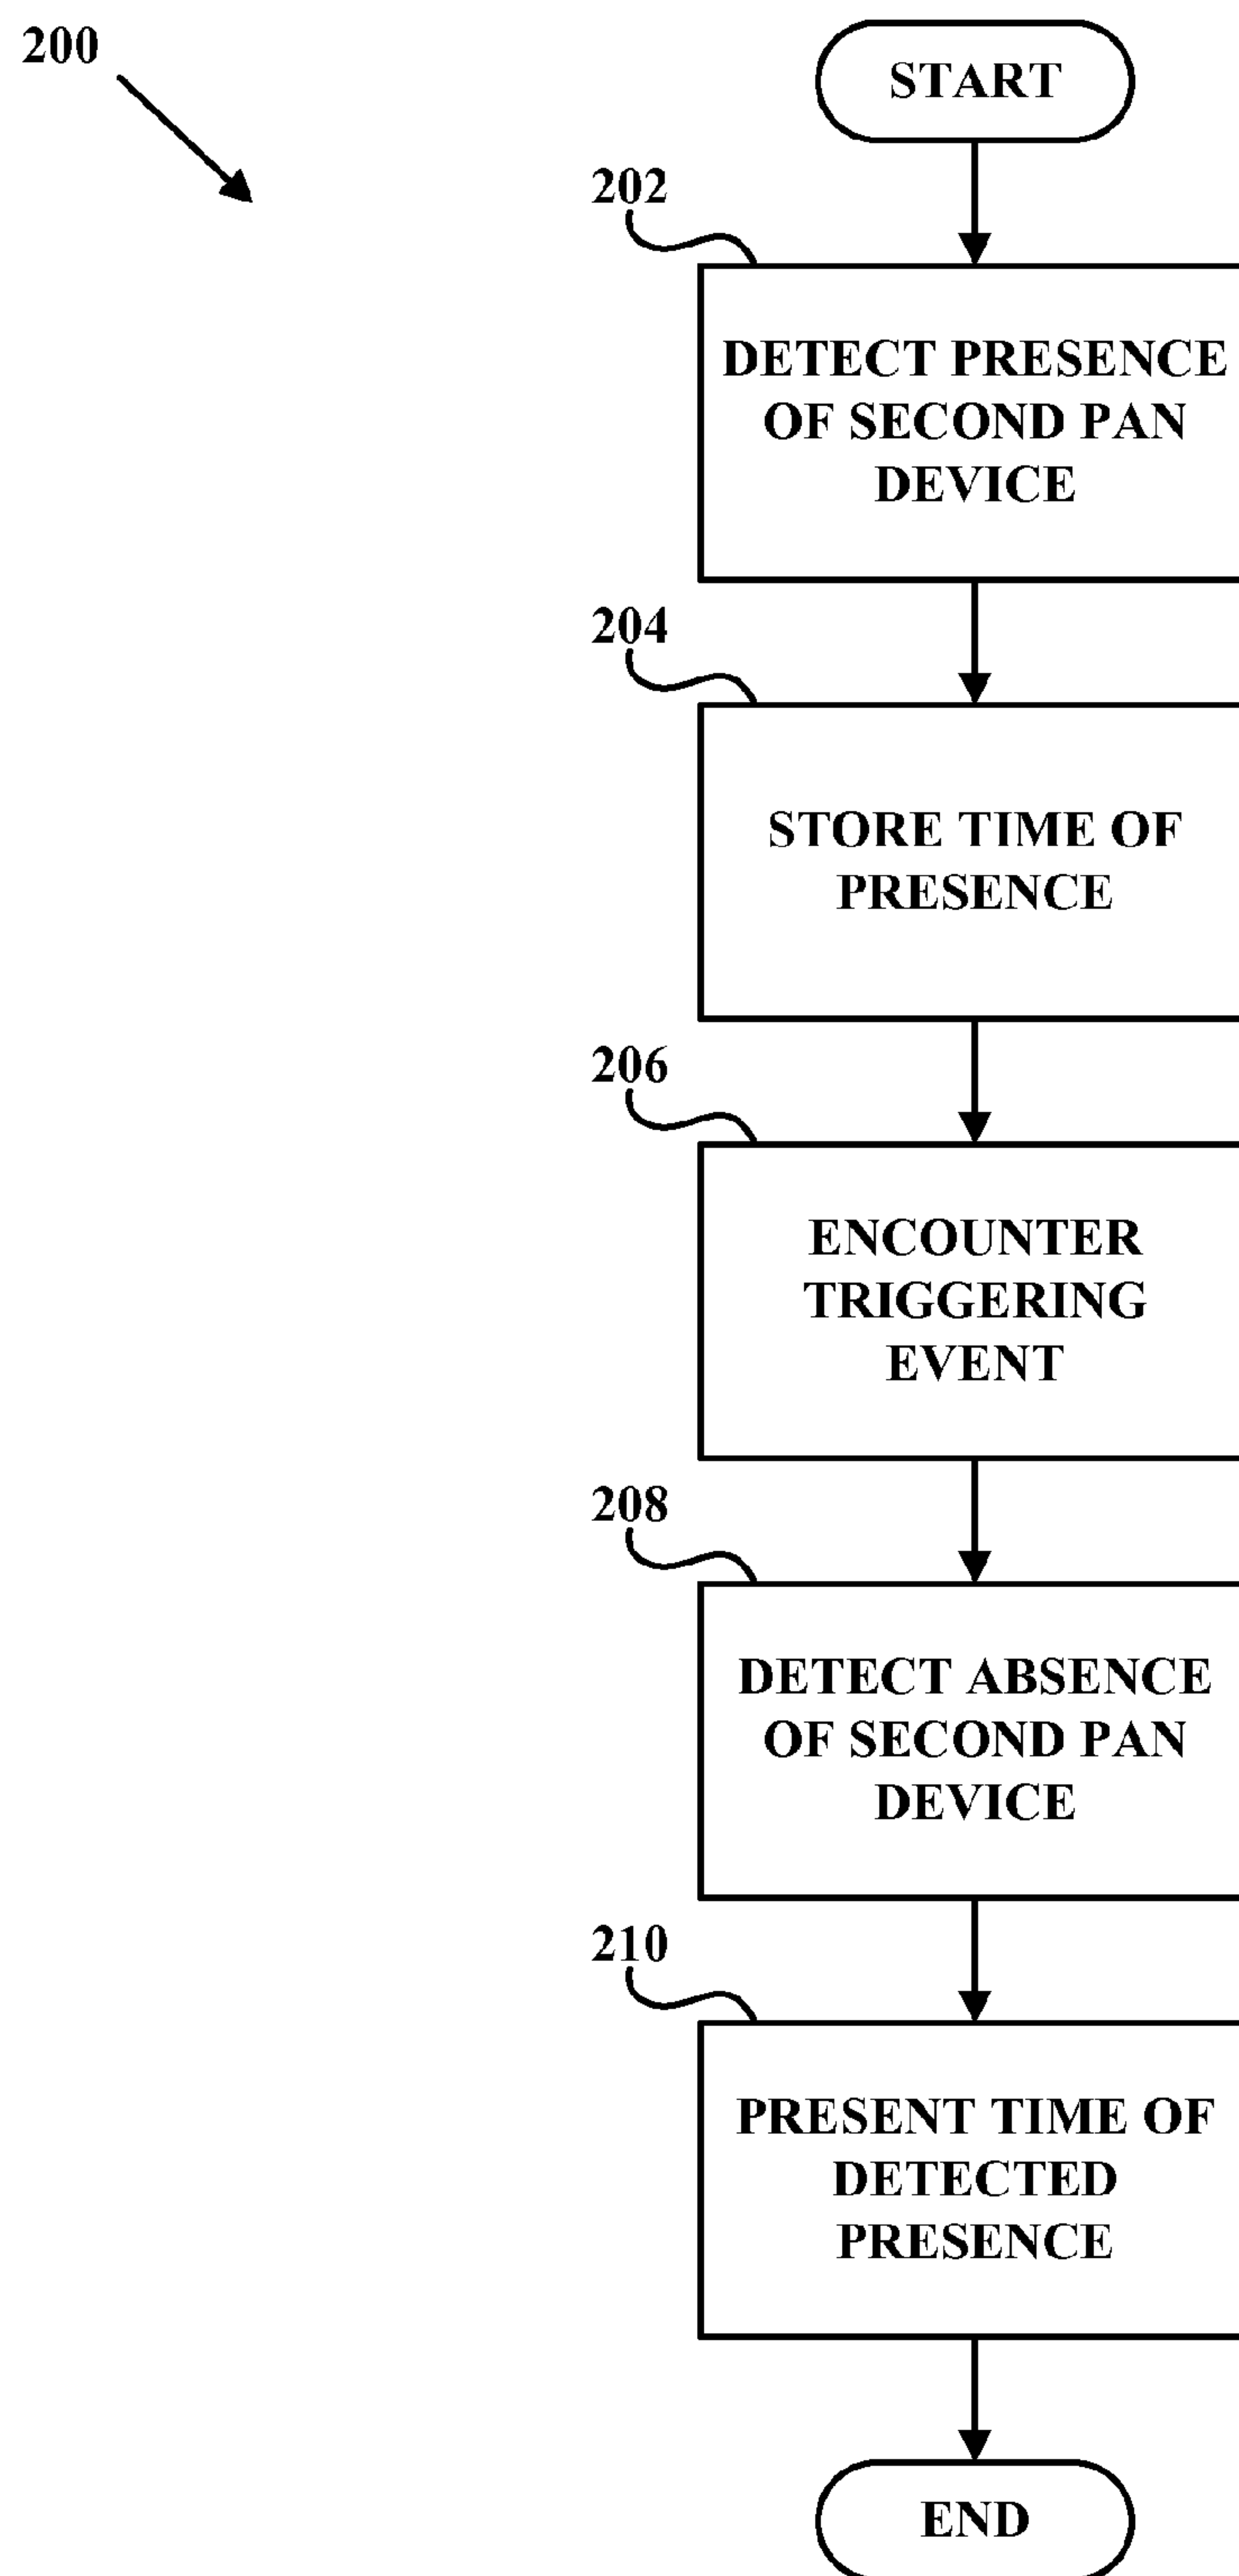 200
START
202
DETECT PRESENCE
OF SECOND PAN
DEVICE
204
STORE TIME OF
PRESENCE
206
ENCOUNTER
TRIGGERING
EVENT
208
DETECT ABSENCE
OF SECOND PAN
DEVICE
210
PRESENT TIME OF
DETECTED
PRESENCE
END